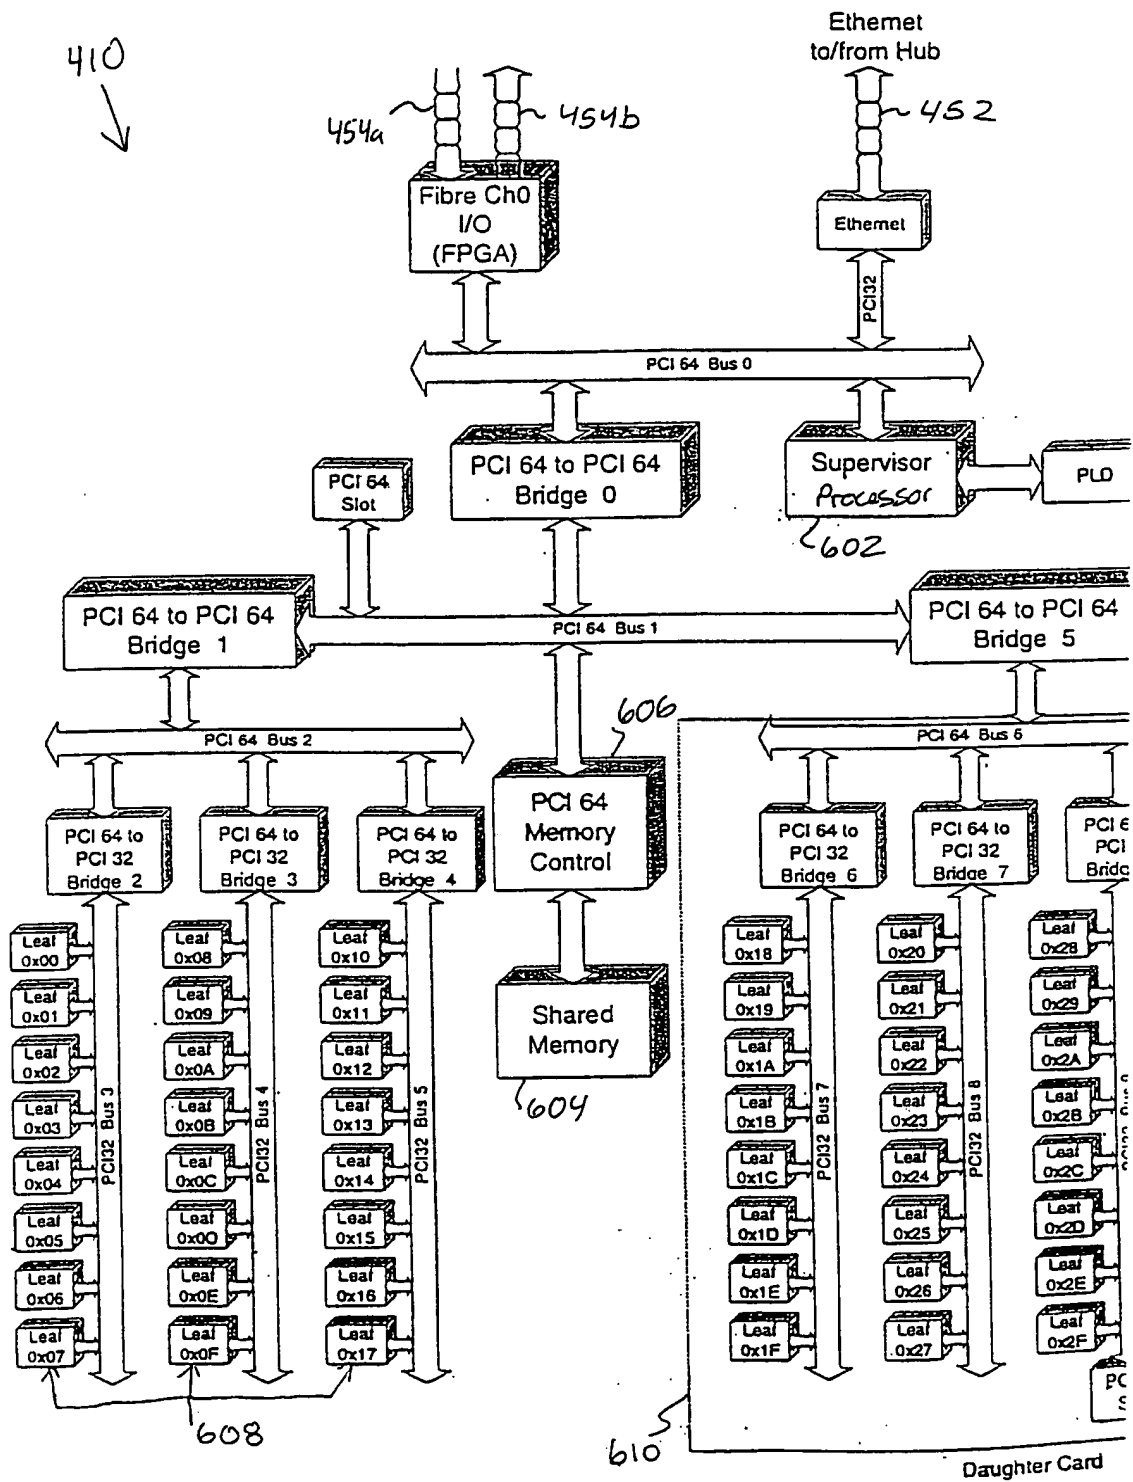 410
Ethernet
to/from Hub
454a
454b
452
Fibre Ch0
I/O
(FPGA)
Ethernet
PCI32
PCI 64 Bus 0
PCI 64 to PCI 64
Bridge 0
Supervisor
Processor
602
PLD
PCI 64
Slot
PCI 64 to PCI 64
Bridge 1
PCI 64 Bus 1
PCI 64 to PCI 64
Bridge 5
PCI 64 Bus 2
606
PCI 64 Bus 6
PCI 64 to
PCI 32
Bridge 2
PCI 64 to
PCI 32
Bridge 3
PCI 64 to
PCI 32
Bridge 4
PCI 64
Memory
Control
PCI 64 to
PCI 32
Bridge 6
PCI 64 to
PCI 32
Bridge 7
PCI 6
PCI
Bridg
Leaf
0x00
Leaf
0x01
Leaf
0x02
Leaf
0x03
Leaf
0x04
Leaf
0x05
Leaf
0x06
Leaf
0x07
PCI32 Bus 3
Leaf
0x08
Leaf
0x09
Leaf
0x0A
Leaf
0x0B
Leaf
0x0C
Leaf
0x0D
Leaf
0x0E
Leaf
0x0F
PCI32 Bus 4
Leaf
0x10
Leaf
0x11
Leaf
0x12
Leaf
0x13
Leaf
0x14
Leaf
0x15
Leaf
0x16
Leaf
0x17
PCI32 Bus 5
608
Shared
Memory
604
Leaf
0x18
Leaf
0x19
Leaf
0x1A
Leaf
0x1B
Leaf
0x1C
Leaf
0x1D
Leaf
0x1E
Leaf
0x1F
PCI32 Bus 7
Leaf
0x20
Leaf
0x21
Leaf
0x22
Leaf
0x23
Leaf
0x24
Leaf
0x25
Leaf
0x26
Leaf
0x27
PCI32 Bus 8
Leaf
0x28
Leaf
0x29
Leaf
0x2A
Leaf
0x2B
Leaf
0x2C
Leaf
0x2D
Leaf
0x2E
Leaf
0x2F
610
Daughter Card